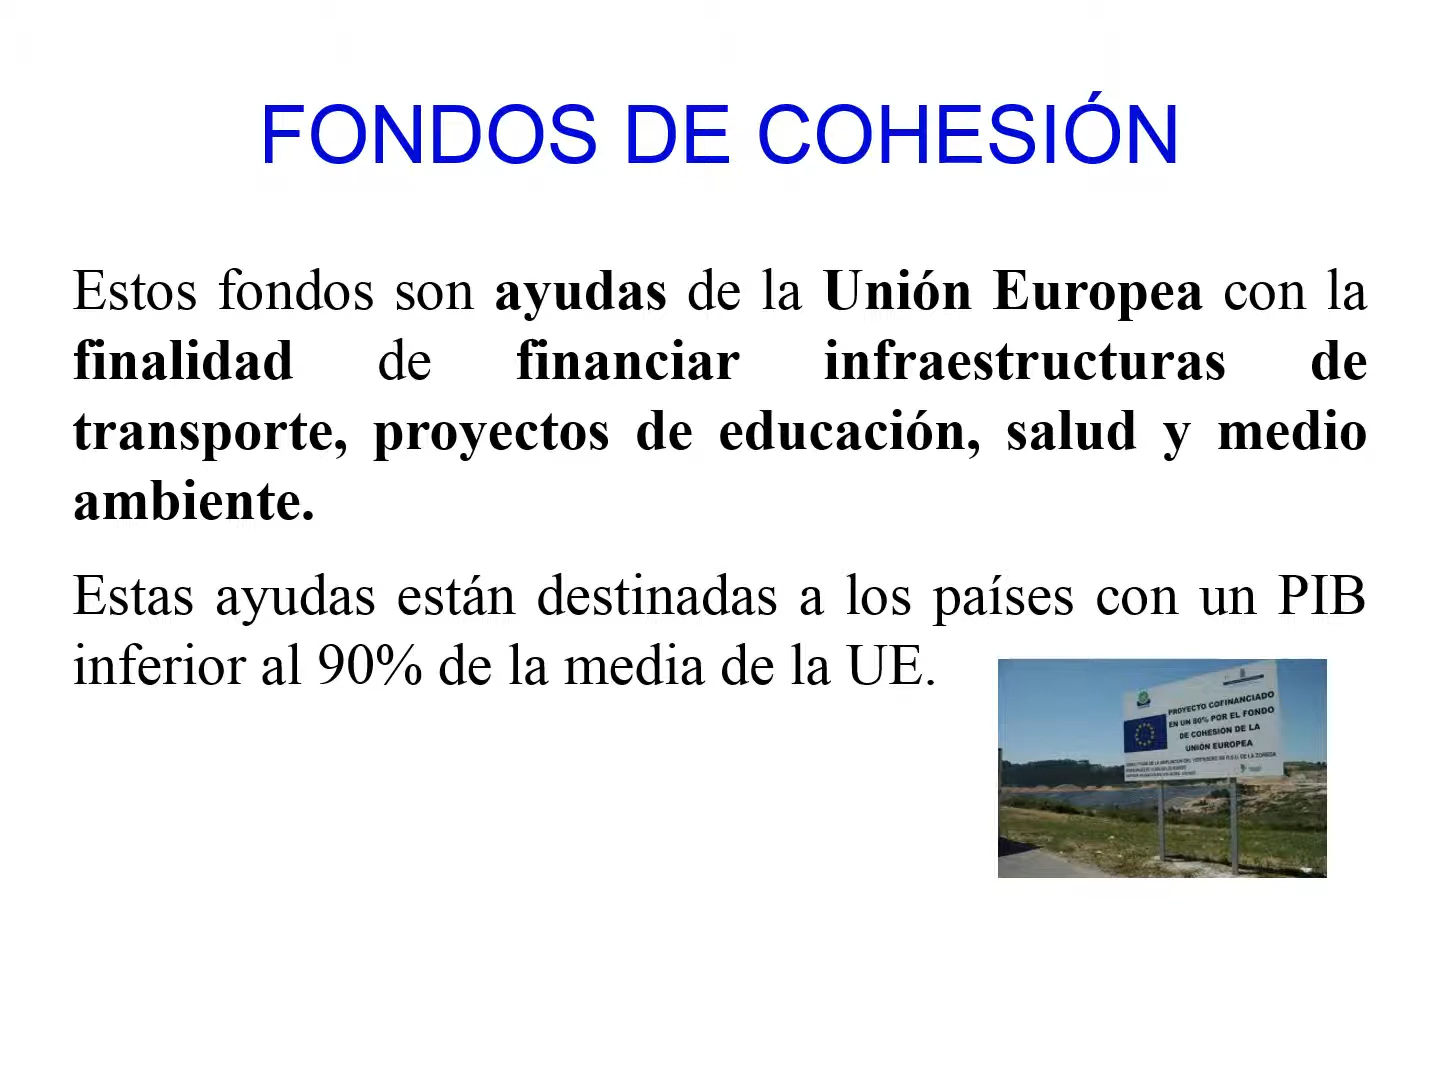 FONDOS DE COHESIÓN
Estos fondos son ayudas de la Unión Europea con la
finalidad de financiar infraestructuras de
transporte, proyectos de educación, salud y medio
ambiente.
Estas ayudas están destinadas a los países con un PIB
inferior al 90% de la media de la UE.
PROYECTO COFINANCIADO
EN UN 80% POR EL FONDO
DE COHESIÓN DE LA
UNIÓN EUROPEA